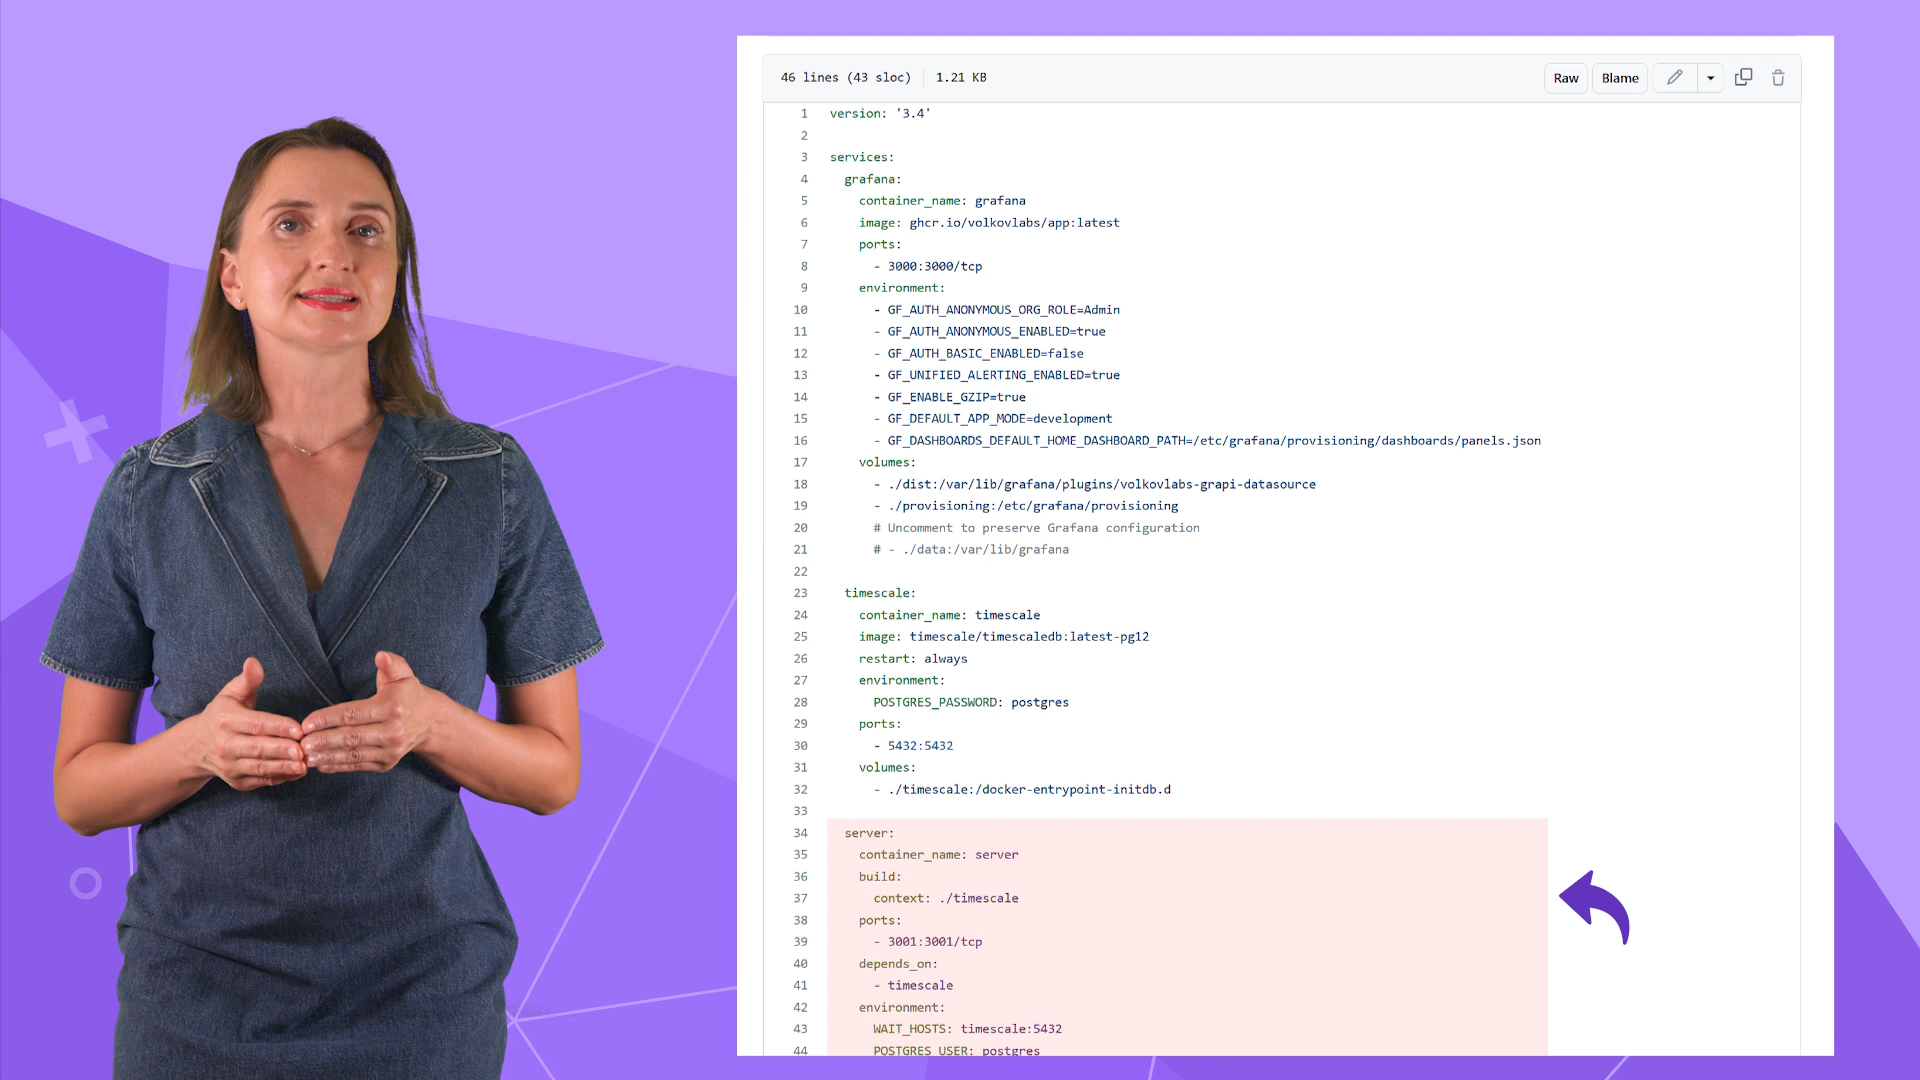 46 lines (43 sloc) 1.21 KB
Raw Blame
1 version: '3.4'
2
3 services:
4 grafana:
5 container_name: grafana
6 image: ghcr.io/volkovlabs/app:latest
7 ports:
8 - 3000:3000/tcp
9 environment:
10 - GF_AUTH_ANONYMOUS_ORG_ROLE=Admin
11 - GF_AUTH_ANONYMOUS_ENABLED=true
12 - GF_AUTH_BASIC_ENABLED=false
13 - GF_UNIFIED_ALERTING_ENABLED=true
14 - GF_ENABLE_GZIP=true
15 - GF_DEFAULT_APP_MODE=development
16 - GF_DASHBOARDS_DEFAULT_HOME_DASHBOARD_PATH=/etc/grafana/provisioning/dashboards/panels.json
17 volumes:
18 - ./dist:/var/lib/grafana/plugins/volkovlabs-grapi-datasource
19 - ./provisioning:/etc/grafana/provisioning
20 # Uncomment to preserve Grafana configuration
21 # - ./data:/var/lib/grafana
22
23 timescale:
24 container_name: timescale
25 image: timescale/timescaledb:latest-pg12
26 restart: always
27 environment:
28 POSTGRES_PASSWORD: postgres
29 ports:
30 - 5432:5432
31 volumes:
32 - ./timescale:/docker-entrypoint-initdb.d
33
34 server:
35 container_name: server
36 build:
37 context: ./timescale
38 ports:
39 - 3001:3001/tcp
40 depends_on:
41 - timescale
42 environment:
43 WAIT_HOSTS: timescale:5432
44 POSTGRES_USER: postgres